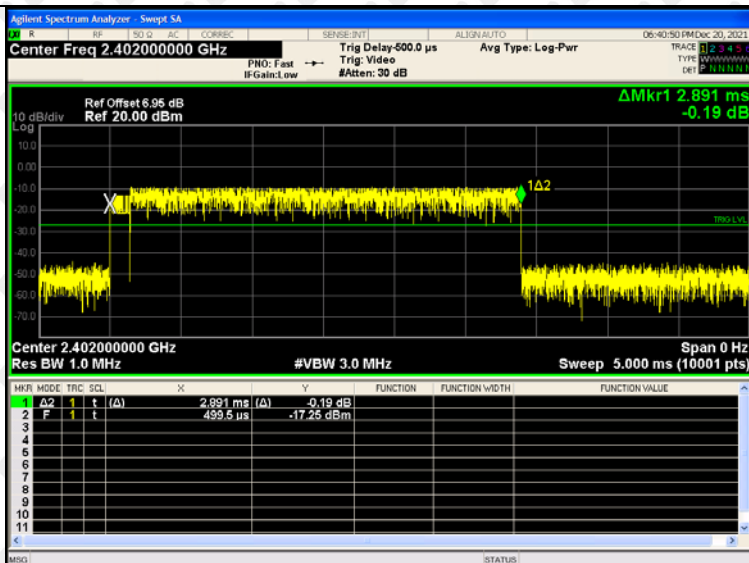 Agilent Spectrum Analyzer - Swept SA
R RF 50 Ω AC CORREC SENSE:INT ALIGN AUTO 06:40:50 PM Dec 20, 2021
Center Freq 2.402000000 GHz Trig Delay-500.0 µs Avg Type: Log-Pwr TRACE 1 2 3 4 5
PNO: Fast Trig: Video TYPE
IFGain:Low #Atten: 30 dB DET P N N N N
ΔMkr1 2.891 ms
-0.19 dB
Ref Offset 6.95 dB
10 dB/div Ref 20.00 dBm
Log
10.0
0.00
-10.0
1Δ2
-20.0
TRIG LVL
-30.0
-40.0
-50.0
-60.0
-70.0
Center 2.402000000 GHz Span 0 Hz
Res BW 1.0 MHz #VBW 3.0 MHz Sweep 5.000 ms (10001 pts)
MKR MODE TRC SCL X Y FUNCTION FUNCTION WIDTH FUNCTION VALUE
1 Δ2 1 t (Δ) 2.891 ms (Δ) -0.19 dB
2 F 1 t 499.5 µs -17.25 dBm
3
4
5
6
7
8
9
10
11
MSG STATUS